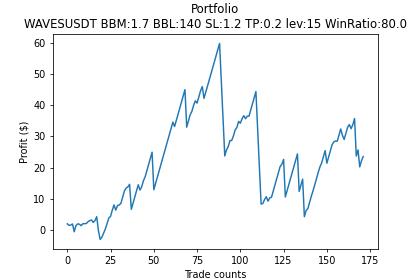 Portfolio
WAVESUSDT BBM:1.7 BBL:140 SL:1.2 TP:0.2 lev:15 WinRatio:80.0
60
50
40
30
20
10
0
Profit ($)
0 25 50 75 100 125 150 175
Trade counts